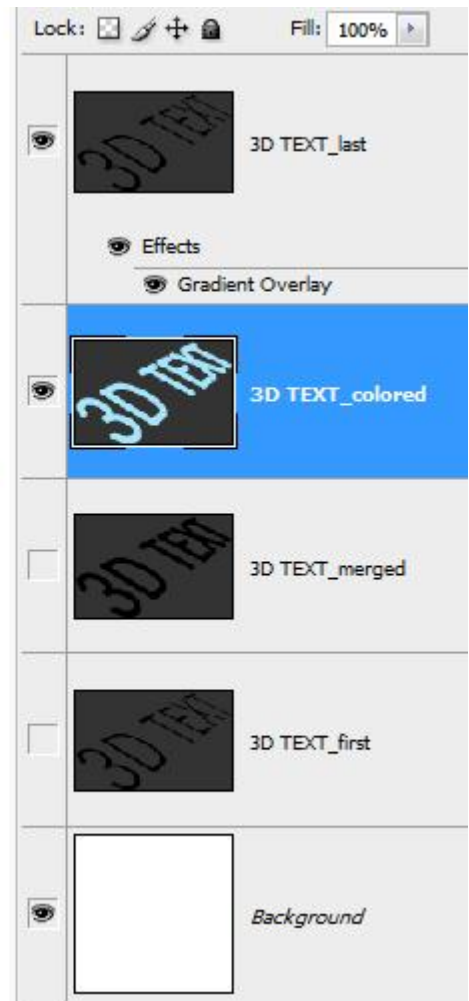 Lock: Fill: 100%
3D TEXT
3D TEXT_last
Effects
Gradient Overlay
3D TEXT
3D TEXT_colored
3D TEXT
3D TEXT_merged
3D TEXT
3D TEXT_first
Background